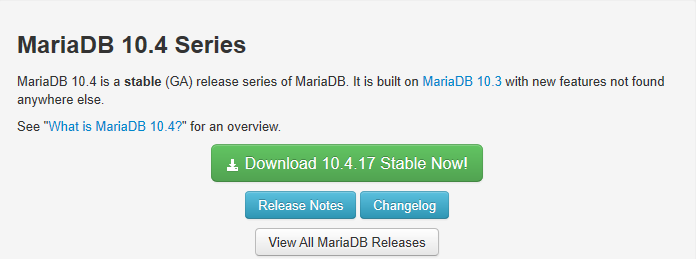 MariaDB 10.4 Series
MariaDB 10.4 is a stable (GA) release series of MariaDB. It is built on MariaDB 10.3 with new features not found
anywhere else.
See "What is MariaDB 10.4?" for an overview.
Download 10.4.17 Stable Now!
Release Notes Changelog
View All MariaDB Releases